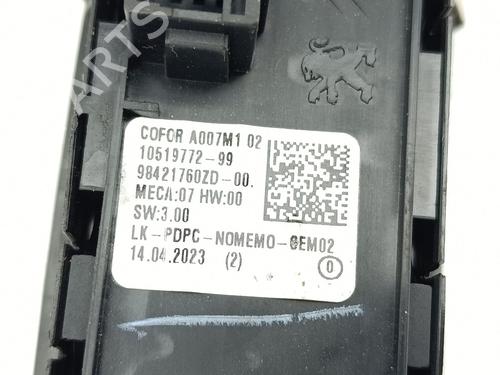 COFOR A007M1 02
10519772-99
98421760ZD-00.
MECA:07 HW:00
SW:3.00
LK-PDPC-NOMEMO-GEM02
14.04.2023 (2)
0
B-PARTS